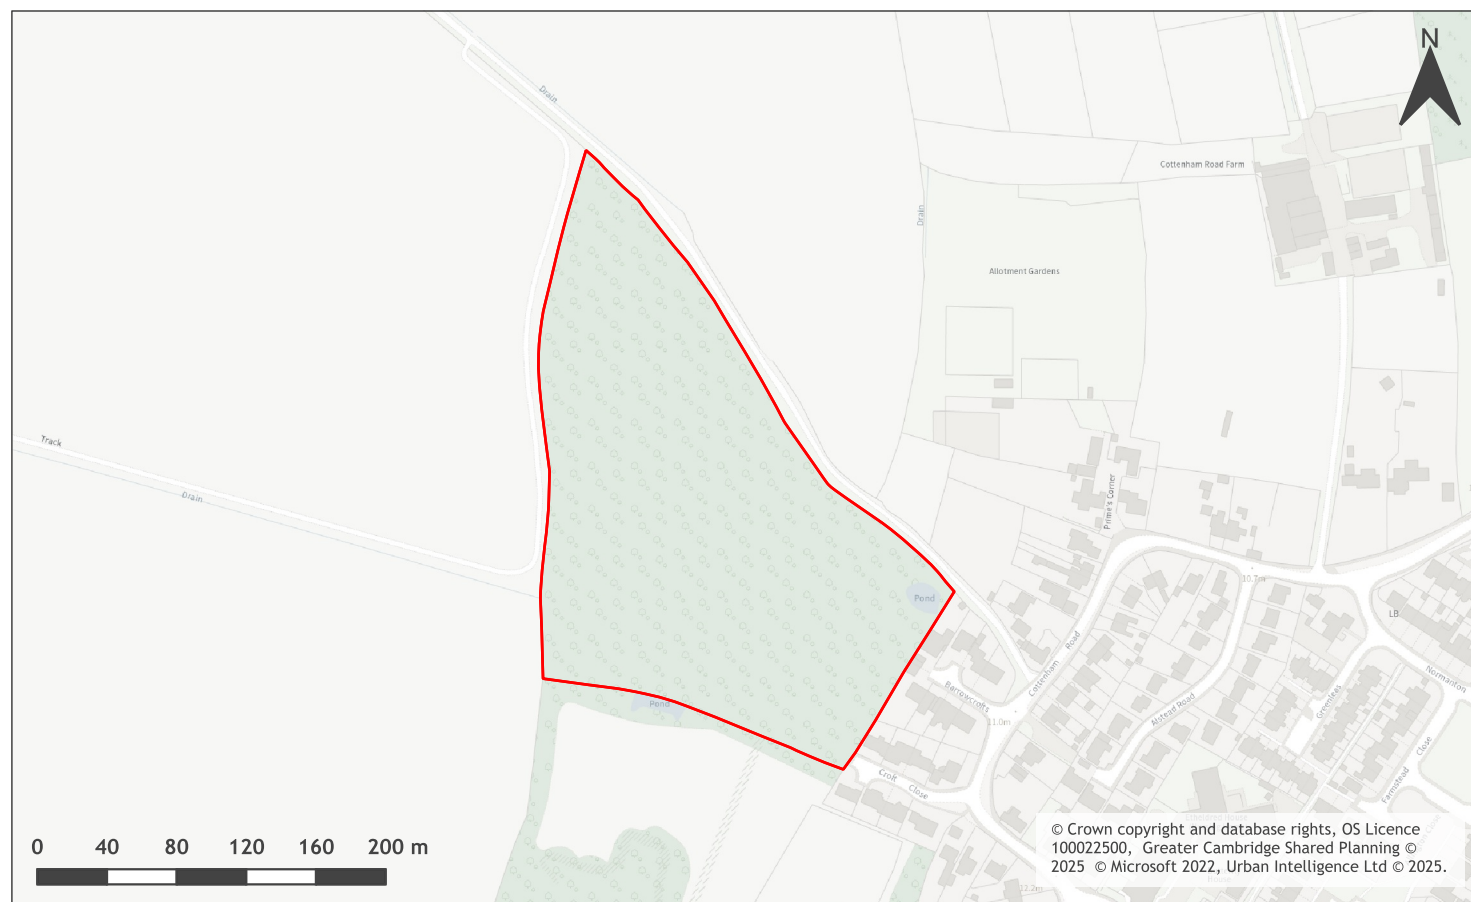 N
Drain
Cottenham Road Farm
Drain
Allotment Gardens
Track
Drain
Prime's Corner
10.7m
Pond
LB
Cottenham Road
Normanton
Barrowcrofts
Greenleas
Alstead Road
Pond
11.0m
Close
Croft Close
Farmstead
0 40 80 120 160 200 m
© Crown copyright and database rights, OS Licence
100022500, Greater Cambridge Shared Planning ©
2025 © Microsoft 2022, Urban Intelligence Ltd © 2025.
12.2m